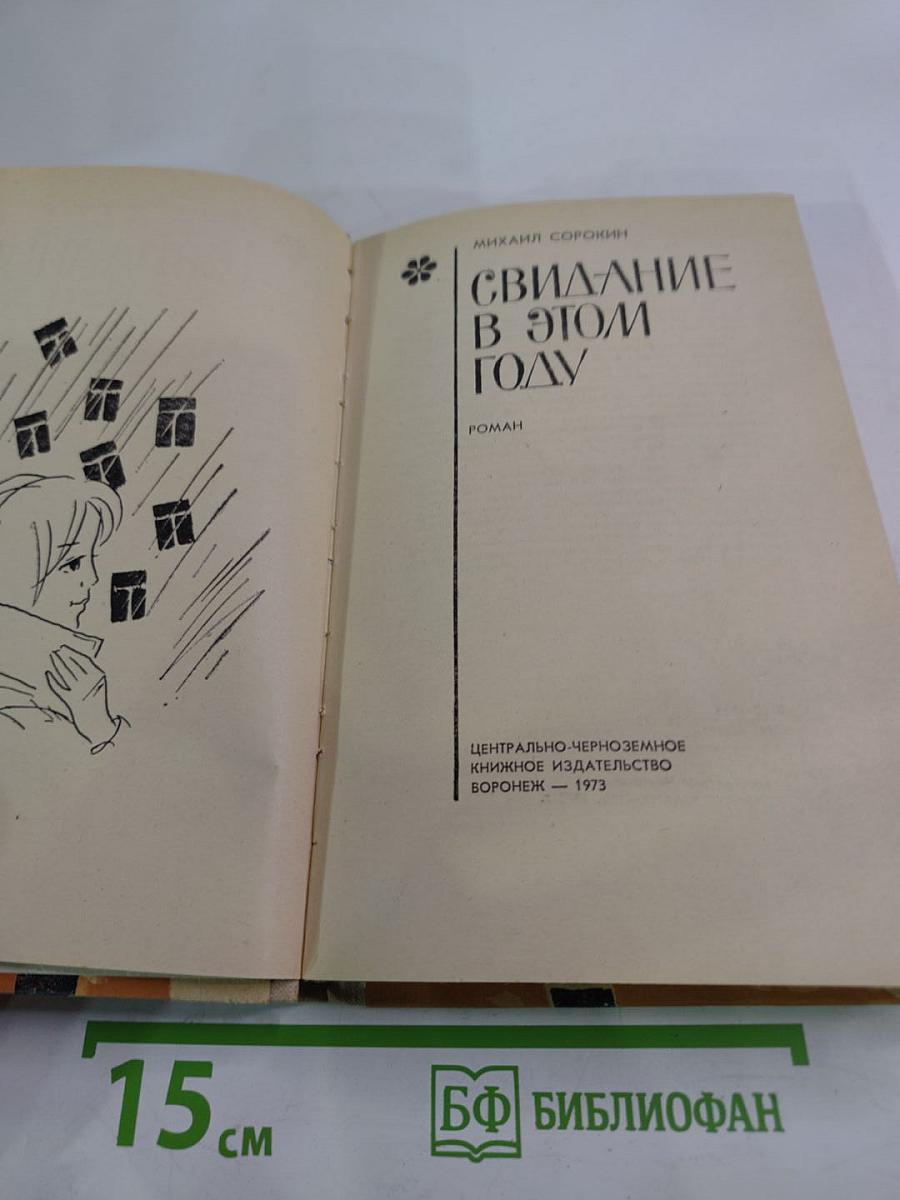 МИХАИЛ СОРОКИН
СВИДАНИЕ
В ЭТОМ
ГОДУ
РОМАН
ЦЕНТРАЛЬНО-ЧЕРНОЗЕМНОЕ
КНИЖНОЕ ИЗДАТЕЛЬСТВО
ВОРОНЕЖ — 1973
15 см
БФ БИБЛИОФАН